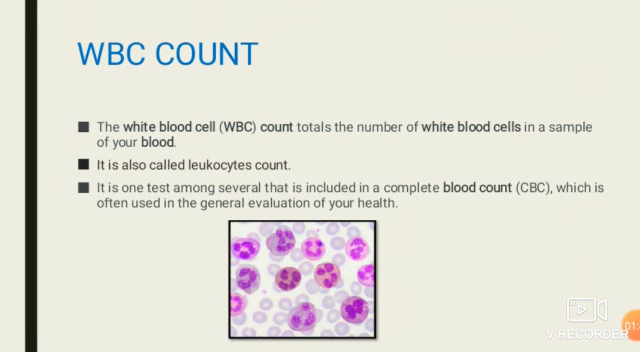 WBC COUNT
■ The white blood cell (WBC) count totals the number of white blood cells in a sample
of your blood.
■ It is also called leukocytes count.
■ It is one test among several that is included in a complete blood count (CBC), which is
often used in the general evaluation of your health.
V RECORDER